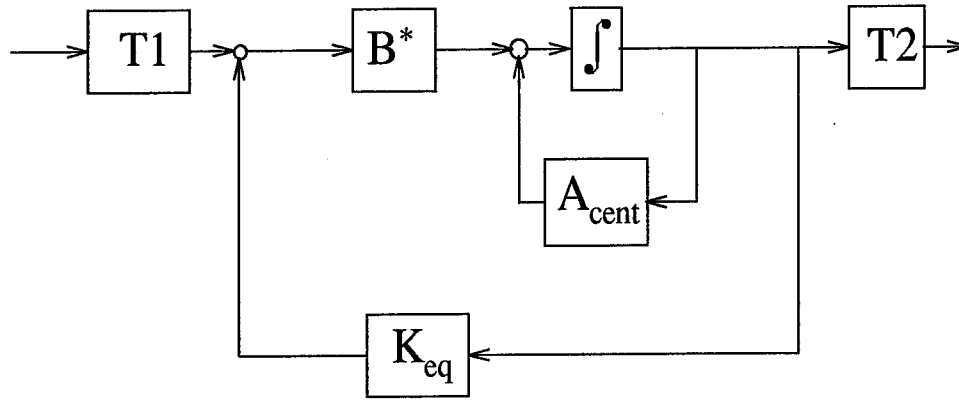 T1
B*
∫
T2
A_cent
K_eq